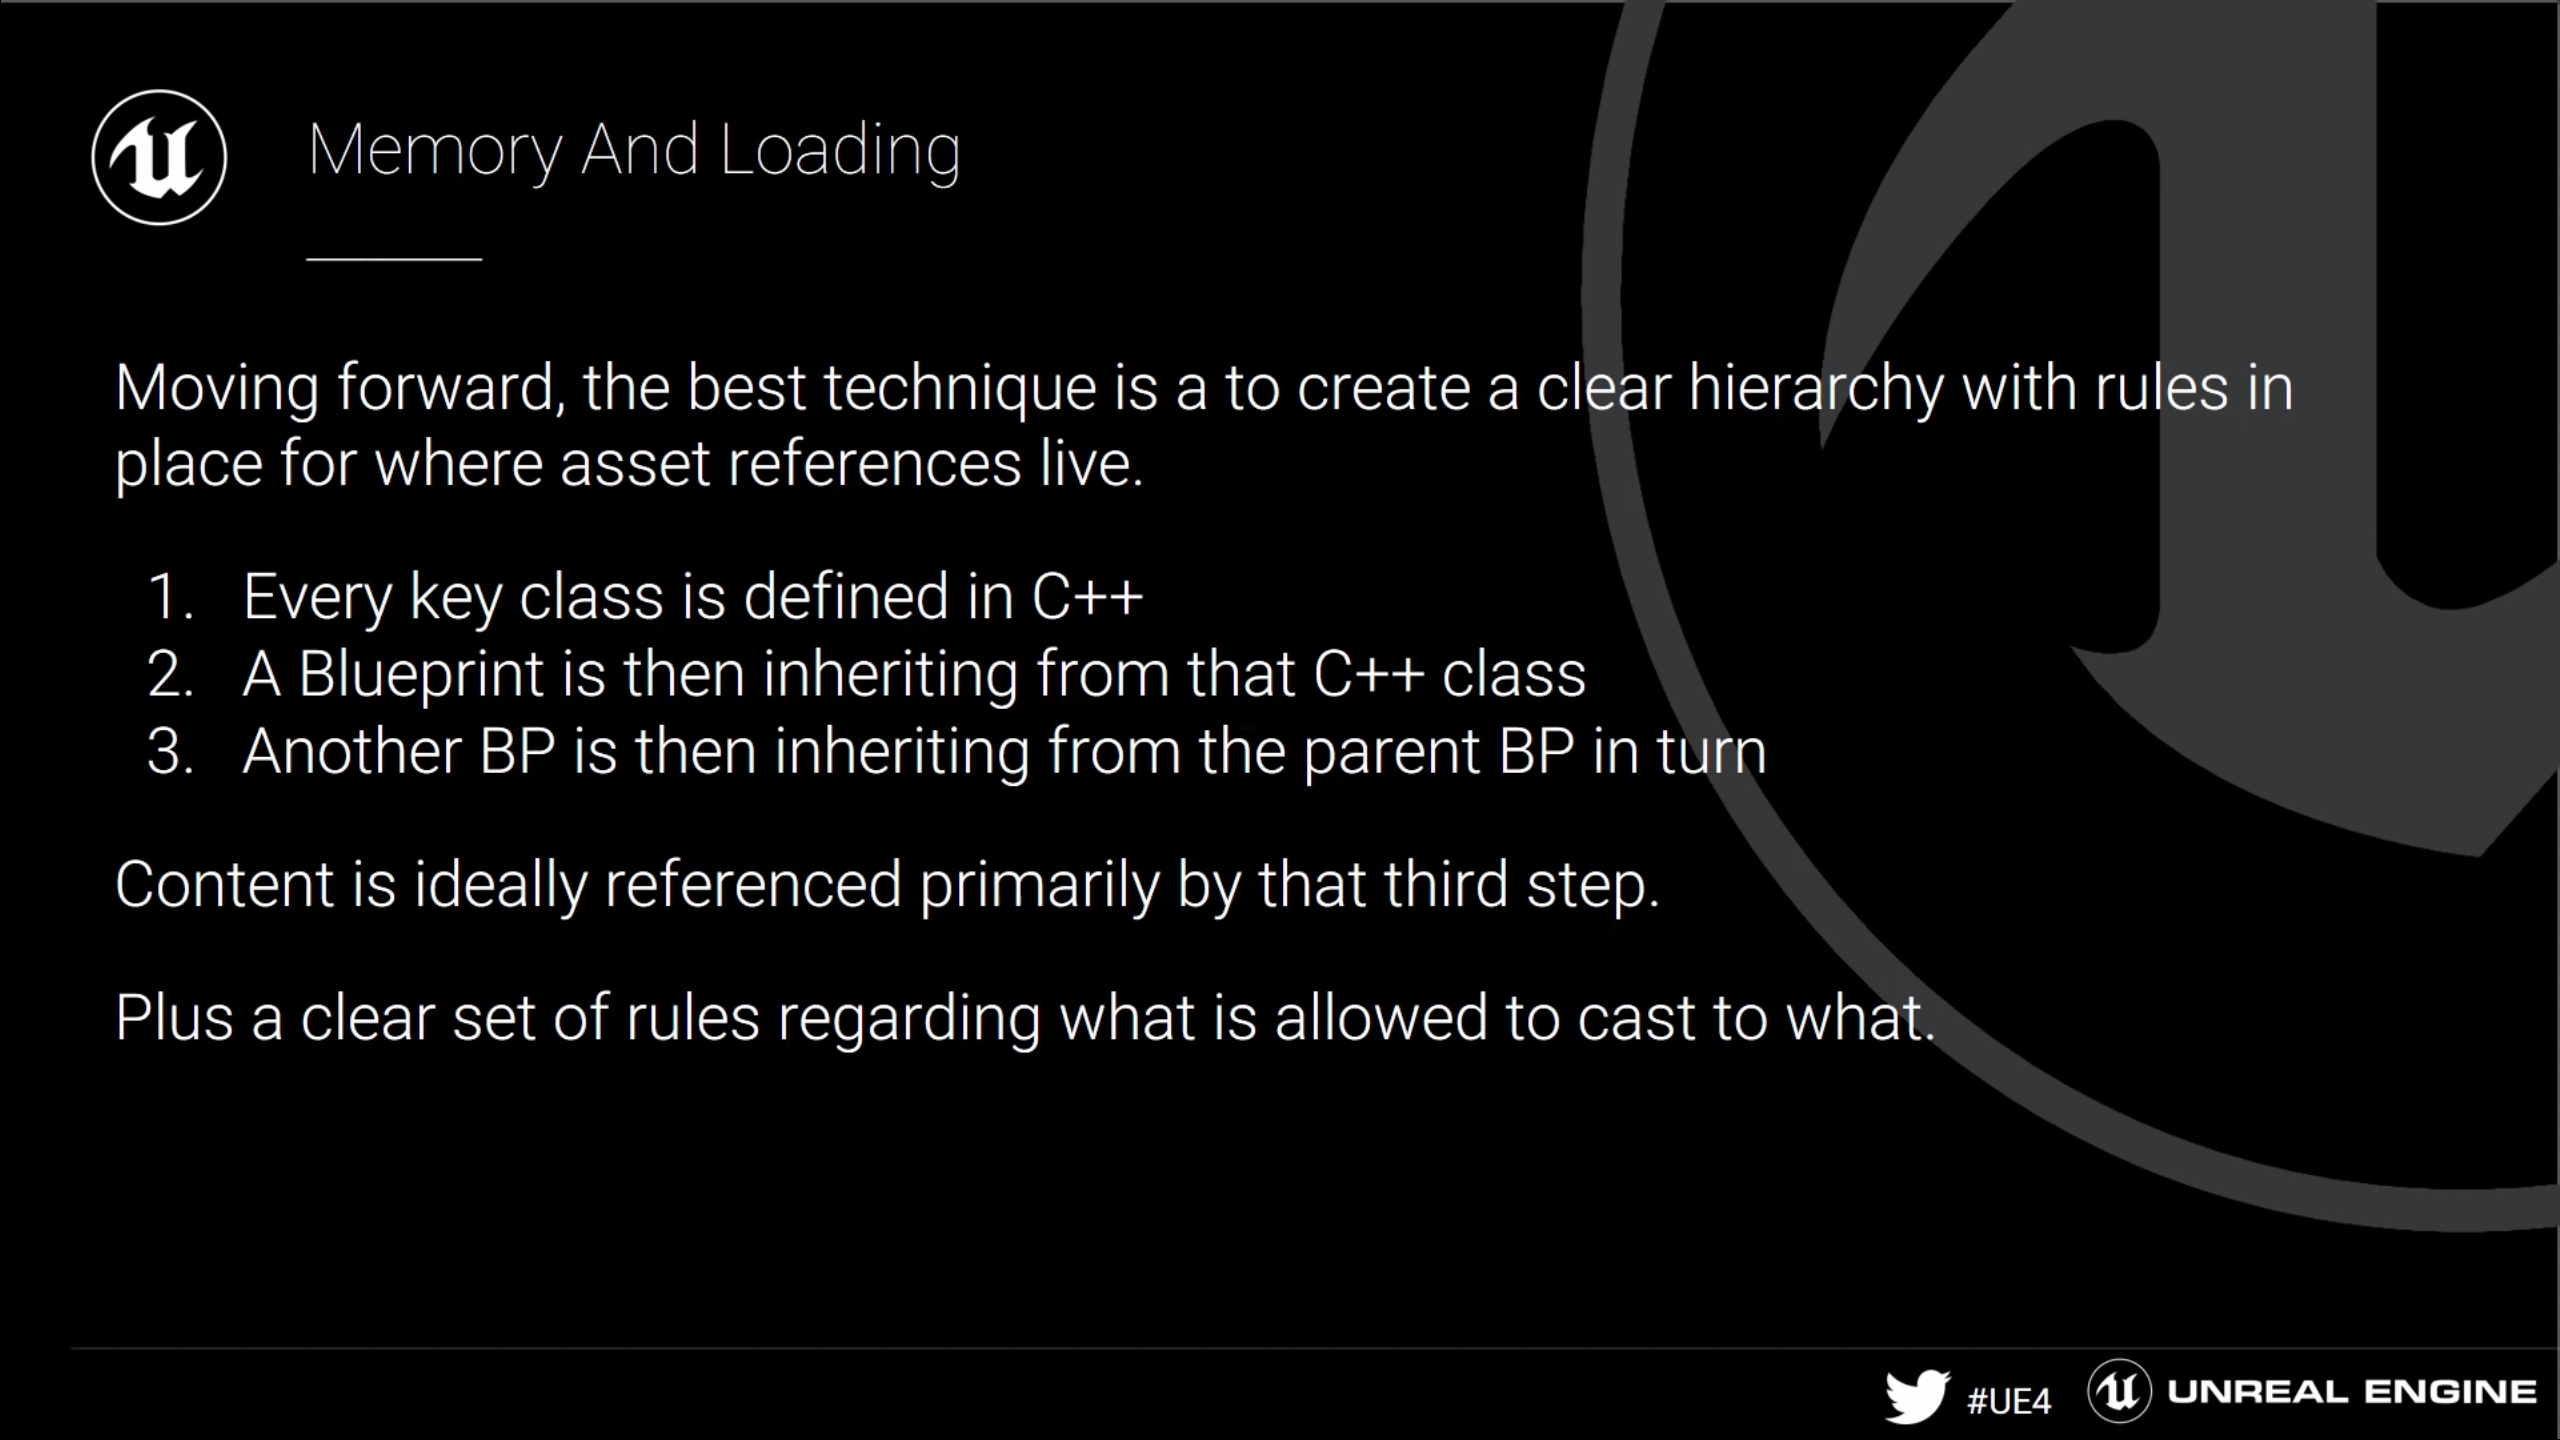 Memory And Loading
Moving forward, the best technique is a to create a clear hierarchy with rules in
place for where asset references live.
1. Every key class is defined in C++
2. A Blueprint is then inheriting from that C++ class
3. Another BP is then inheriting from the parent BP in turn
Content is ideally referenced primarily by that third step.
Plus a clear set of rules regarding what is allowed to cast to what.
#UE4 UNREAL ENGINE